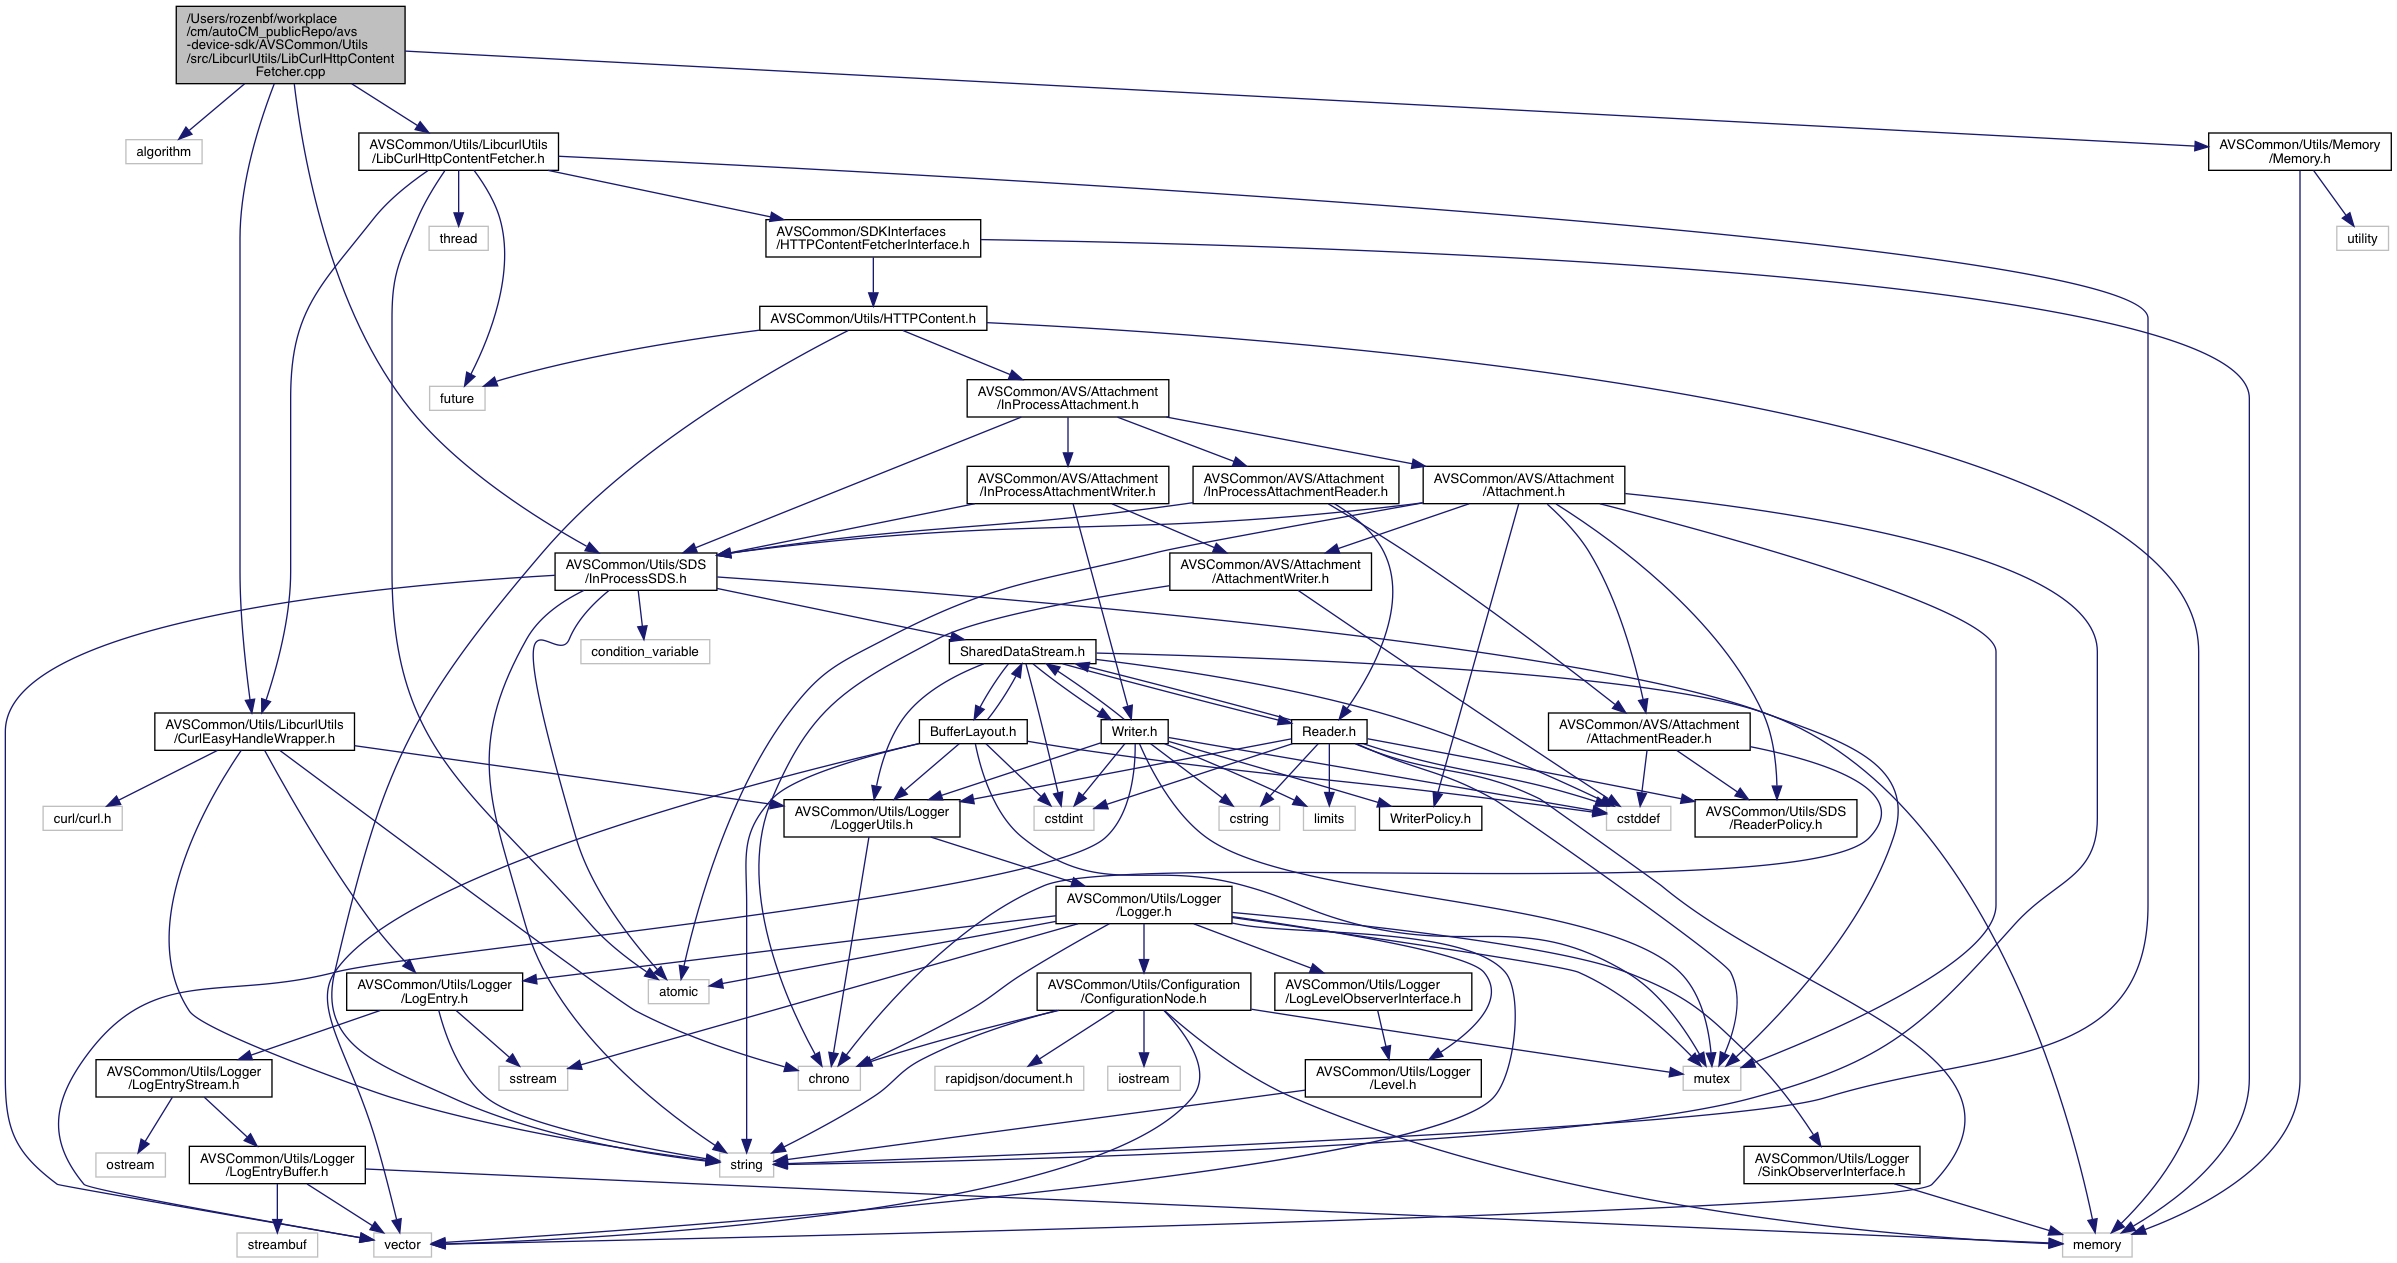 /Users/rozenbf/workplace
/cm/autoCM_publicRepo/avs
-device-sdk/AVSCommon/Utils
/src/LibcurlUtils/LibCurlHttpContent
Fetcher.cpp
algorithm
AVSCommon/Utils/LibcurlUtils
/LibCurlHttpContentFetcher.h
AVSCommon/Utils/Memory
/Memory.h
thread
AVSCommon/SDKInterfaces
/HTTPContentFetcherInterface.h
utility
AVSCommon/Utils/HTTPContent.h
future
AVSCommon/AVS/Attachment
/InProcessAttachment.h
AVSCommon/AVS/Attachment
/InProcessAttachmentWriter.h
AVSCommon/AVS/Attachment
/InProcessAttachmentReader.h
AVSCommon/AVS/Attachment
/Attachment.h
AVSCommon/Utils/SDS
/InProcessSDS.h
AVSCommon/AVS/Attachment
/AttachmentWriter.h
condition_variable
SharedDataStream.h
AVSCommon/Utils/LibcurlUtils
/CurlEasyHandleWrapper.h
BufferLayout.h
Writer.h
Reader.h
AVSCommon/AVS/Attachment
/AttachmentReader.h
curl/curl.h
AVSCommon/Utils/Logger
/LoggerUtils.h
cstdint
cstring
limits
WriterPolicy.h
cstddef
AVSCommon/Utils/SDS
/ReaderPolicy.h
AVSCommon/Utils/Logger
/Logger.h
AVSCommon/Utils/Logger
/LogEntry.h
atomic
AVSCommon/Utils/Configuration
/ConfigurationNode.h
AVSCommon/Utils/Logger
/LogLevelObserverInterface.h
AVSCommon/Utils/Logger
/LogEntryStream.h
sstream
chrono
rapidjson/document.h
iostream
AVSCommon/Utils/Logger
/Level.h
mutex
ostream
AVSCommon/Utils/Logger
/LogEntryBuffer.h
string
AVSCommon/Utils/Logger
/SinkObserverInterface.h
streambuf
vector
memory